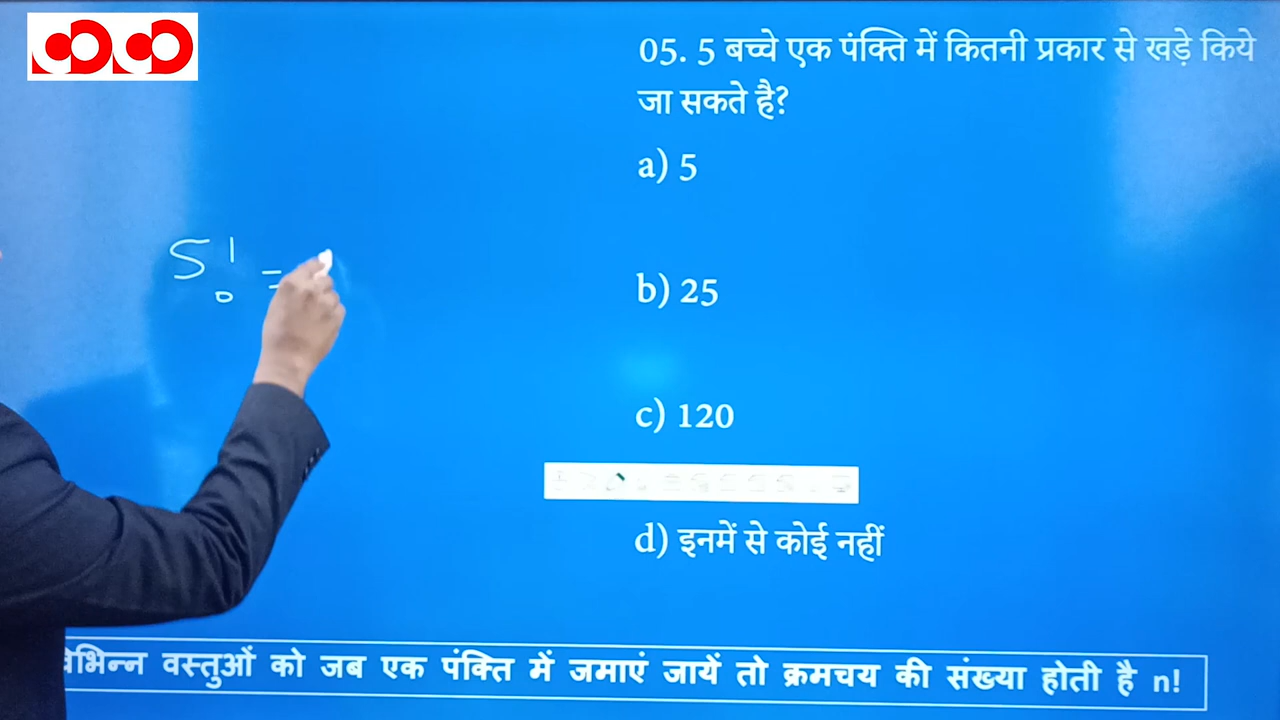 05. 5 बच्चे एक पंक्ति में कितनी प्रकार से खड़े किये
जा सकते है?
a) 5
5! =
b) 25
c) 120
d) इनमें से कोई नहीं
वस्तुओं को जब एक पंक्ति में जमाएं जायें तो क्रमचय की संख्या होती है n!